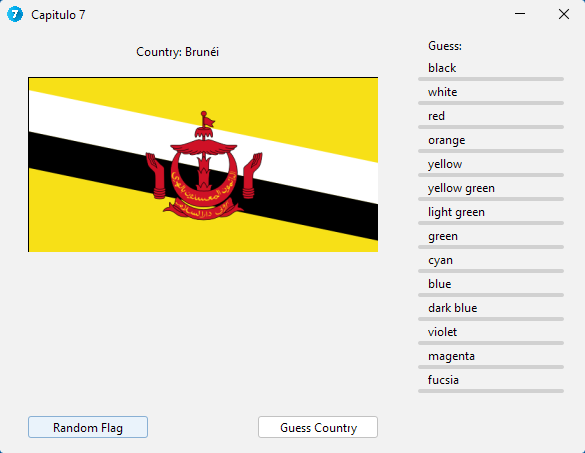 7 Capitulo 7
Country: Brunéi
Guess:
black
white
red
orange
yellow
yellow green
light green
green
cyan
blue
dark blue
violet
magenta
fucsia
Random Flag
Guess Country